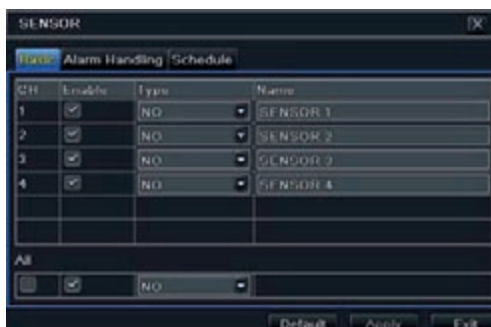 SENSOR
Basic Alarm Handling Schedule
CH Enable Type Name
1 NO SENSOR 1
2 NO SENSOR 2
3 NO SENSOR 3
4 NO SENSOR 4
All
NO
Default Apply Exit